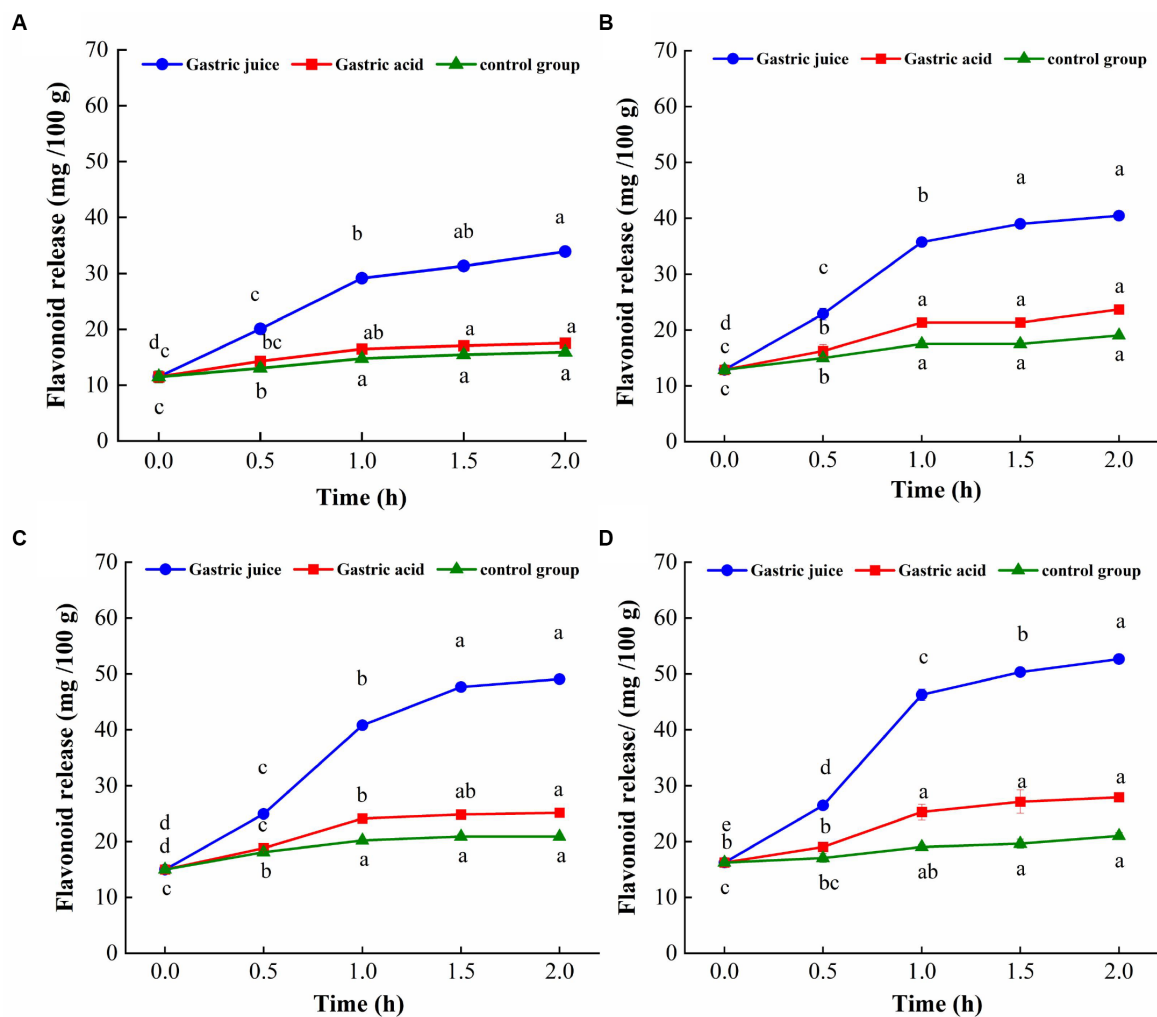 A
Gastric juice Gastric acid control group
Flavonoid release (mg /100 g)
70
60
50
40
30
20
10
0
d c c
c bc b
b ab a
ab a a
a a a
0.0 0.5 1.0 1.5 2.0
Time (h)
B
Gastric juice Gastric acid control group
Flavonoid release (mg /100 g)
70
60
50
40
30
20
10
0
d c c
c b b
b a a
a a a
a a a
0.0 0.5 1.0 1.5 2.0
Time (h)
C
Gastric juice Gastric acid control group
Flavonoid release (mg /100 g)
70
60
50
40
30
20
10
0
d d c
c c b
b b a
a ab a
a a a
0.0 0.5 1.0 1.5 2.0
Time (h)
D
Gastric juice Gastric acid control group
Flavonoid release/ (mg /100 g)
70
60
50
40
30
20
10
0
e b c
d b bc
c a ab
b a a
a a a
0.0 0.5 1.0 1.5 2.0
Time (h)